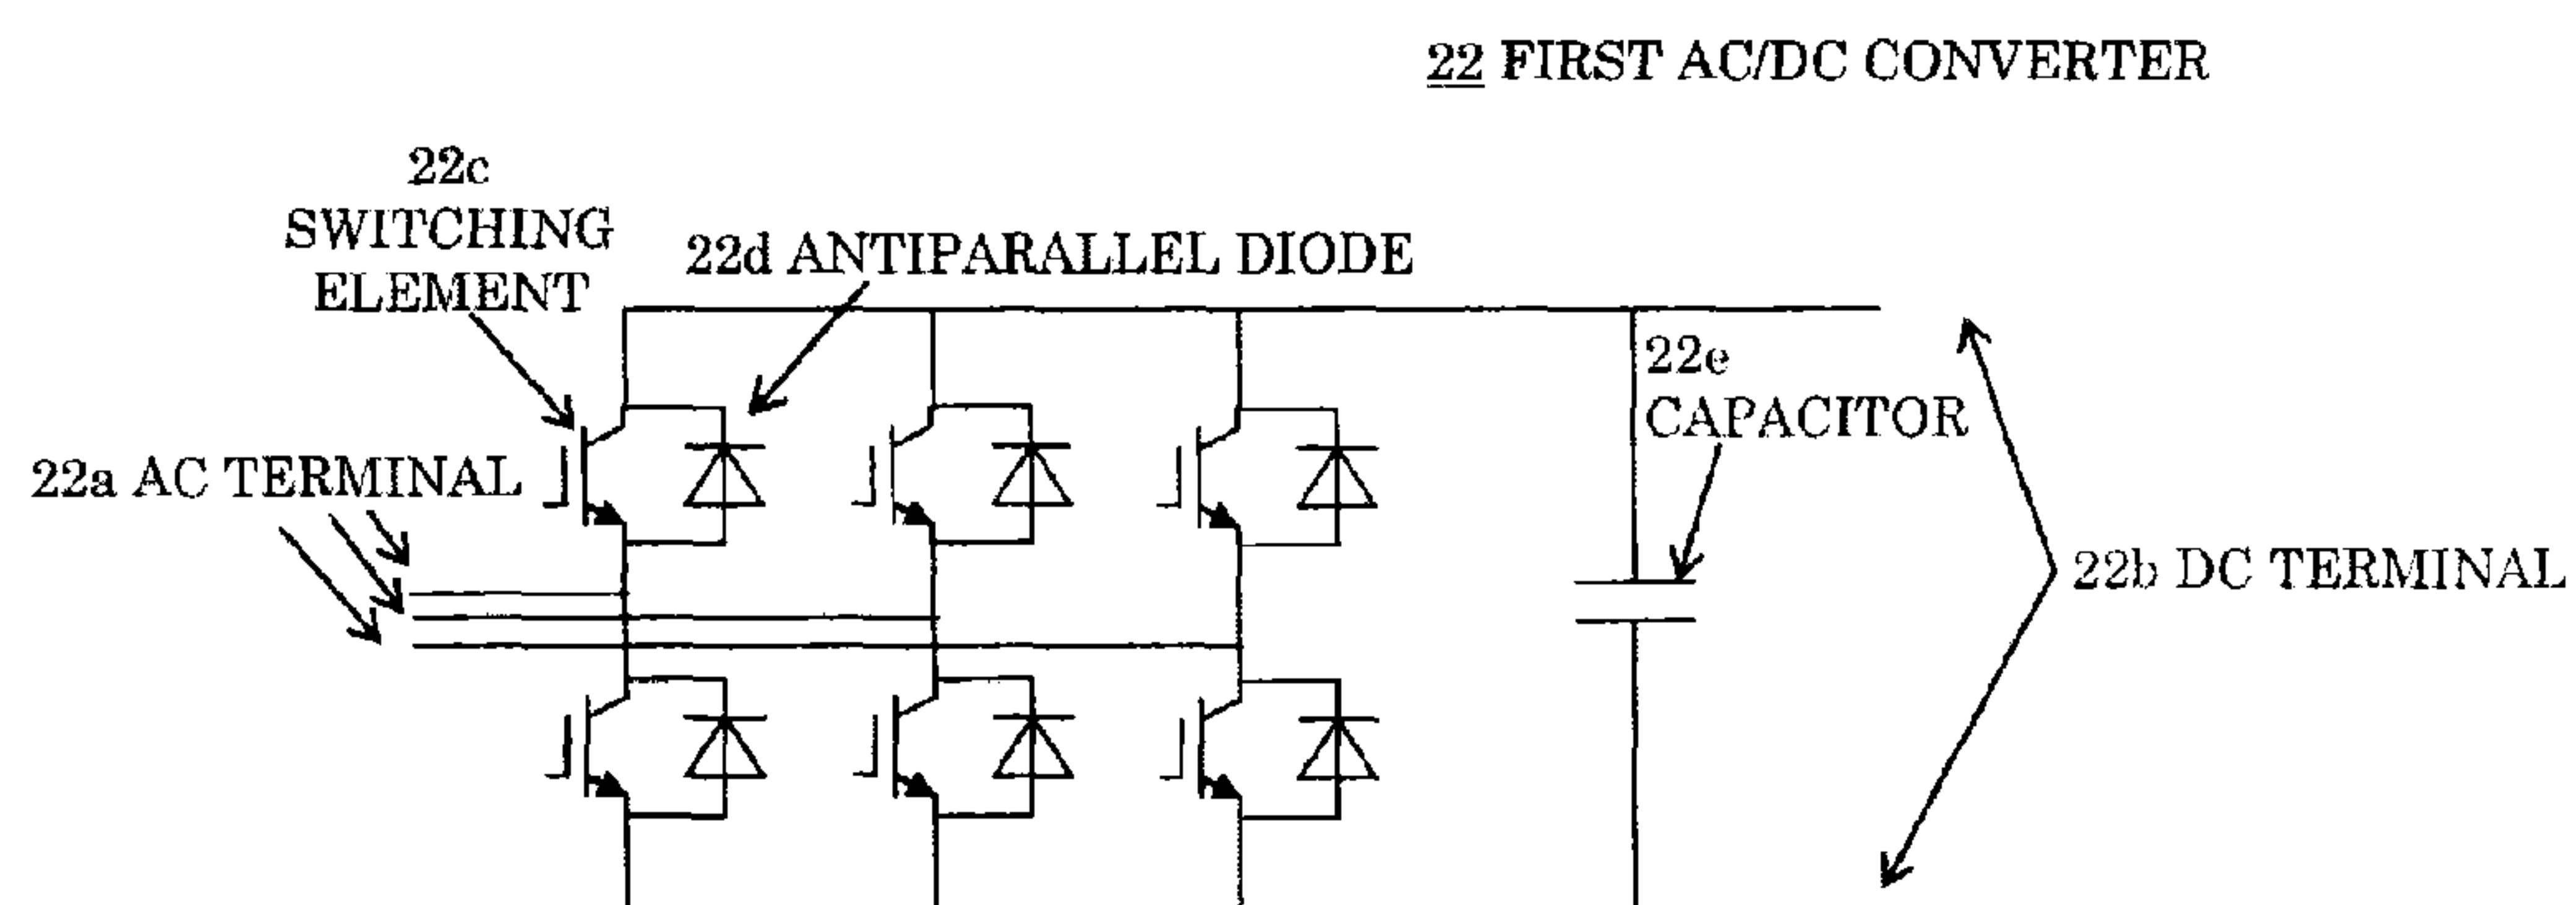 22 FIRST AC/DC CONVERTER
22c
SWITCHING
ELEMENT
22d ANTIPARALLEL DIODE
22e
CAPACITOR
22a AC TERMINAL
22b DC TERMINAL